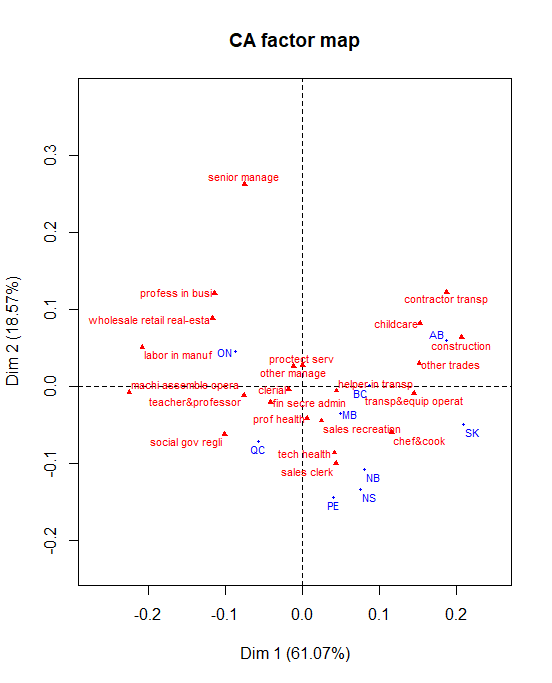 CA factor map
senior manage
profess in busi
contractor transp
wholesale retail real-esta
childcare
AB
construction
labor in manuf
ON
proctect serv
other trades
other manage
machi assemble opera
clerial
helper in transp
BC
teacher&professor
fin secre admin
transp&equip operat
MB
prof health
sales recreation
SK
social gov regli
chef&cook
QC
tech health
sales clerk
NB
NS
PE
0.3
0.2
0.1
0.0
-0.1
-0.2
Dim 2 (18.57%)
-0.2
-0.1
0.0
0.1
0.2
Dim 1 (61.07%)